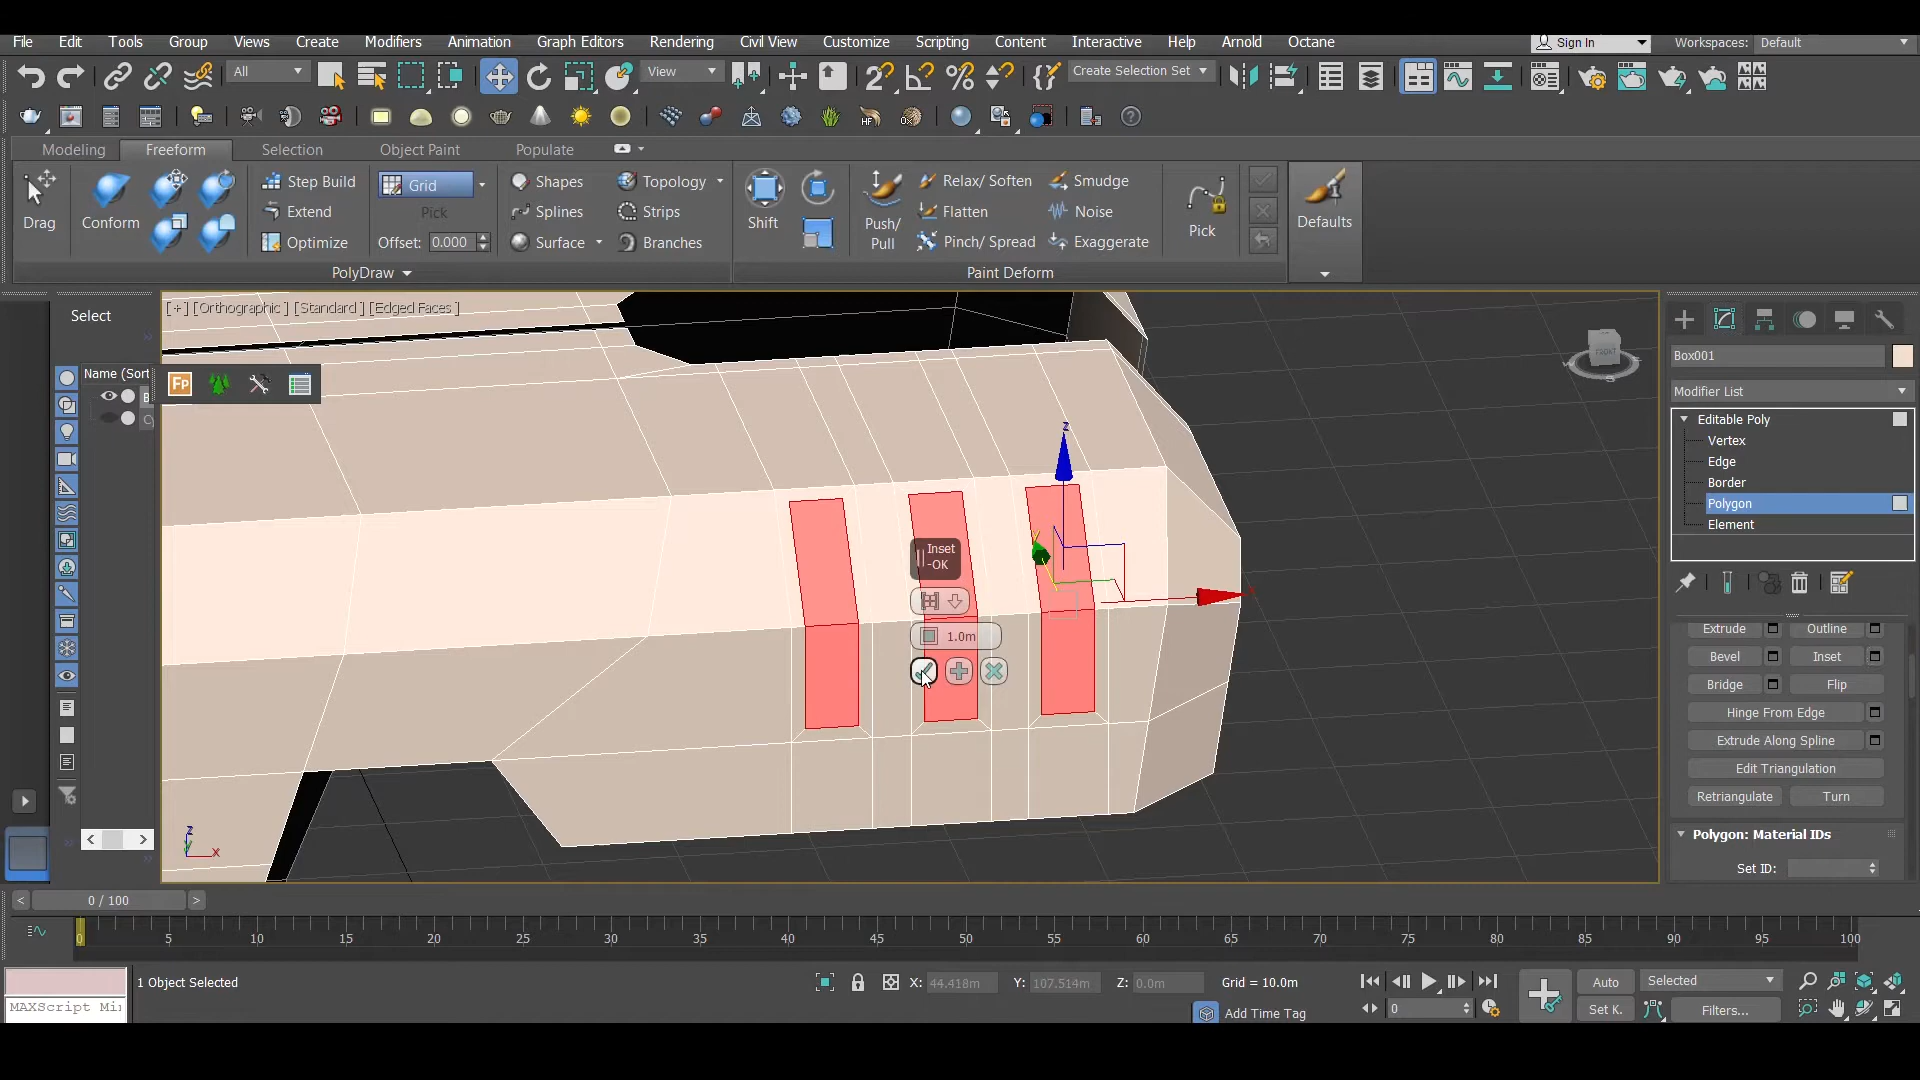 File Edit Tools Group Views Create Modifiers Animation Graph Editors Rendering Civil View Customize Scripting Content Interactive Help Arnold Octane Sign In Workspaces: Default
All View Create Selection Set
HF
Modeling Freeform Selection Object Paint Populate
Step Build Grid Shapes Topology Relax/Soften Smudge
Drag Conform Extend Pick Splines Strips Shift Push/ Pull Flatten Noise Pick Defaults
Optimize Offset: 0.000 Surface Branches Pinch/Spread Exaggerate
PolyDraw Paint Deform
Select
[+] [Orthographic] [Standard] [Edged Faces]
FRONT
Box001
Name (Sort
Fp
Modifier List
Editable Poly
Vertex
Edge
Border
Polygon
Element
z
Inset
-OK
1.0m
Extrude Outline
Bevel Inset
Bridge Flip
Hinge From Edge
Extrude Along Spline
Edit Triangulation
Retriangulate Turn
Polygon: Material IDs
Set ID:
z
x
0 / 100
0 5 10 15 20 25 30 35 40 45 50 55 60 65 70 75 80 85 90 95 100
1 Object Selected X: 44.418m Y: 107.514m Z: 0.0m Grid = 10.0m Auto Selected
MAXScript Mi Add Time Tag 0 Set K. Filters...